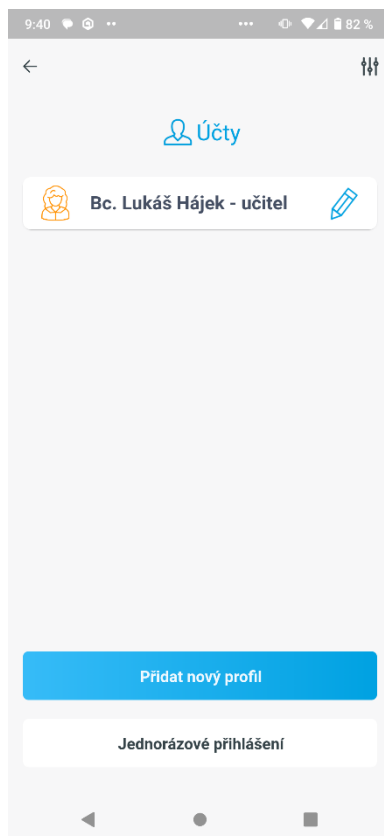 9:40 82 %
Účty
Bc. Lukáš Hájek - učitel
Přidat nový profil
Jednorázové přihlášení